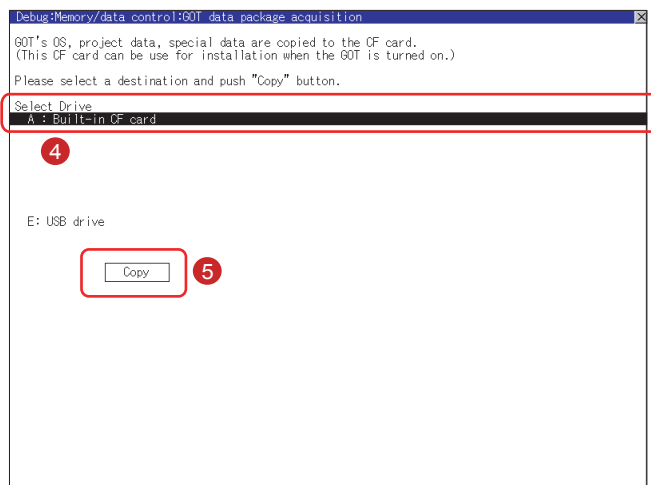 Debug:Memory/data control:GOT data package acquisition
GOT's OS, project data, special data are copied to the CF card.
(This CF card can be use for installation when the GOT is turned on.)
Please select a destination and push "Copy" button.
Select Drive
A : Built-in CF card
4
E: USB drive
Copy
5